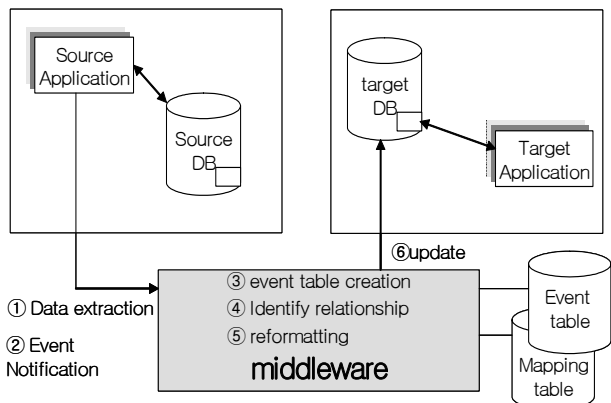 Source
Application
Source
DB
target
DB
Target
Application
⑥update
① Data extraction
② Event
Notification
③ event table creation
④ Identify relationship
⑤ reformatting
middleware
Event
table
Mapping
table